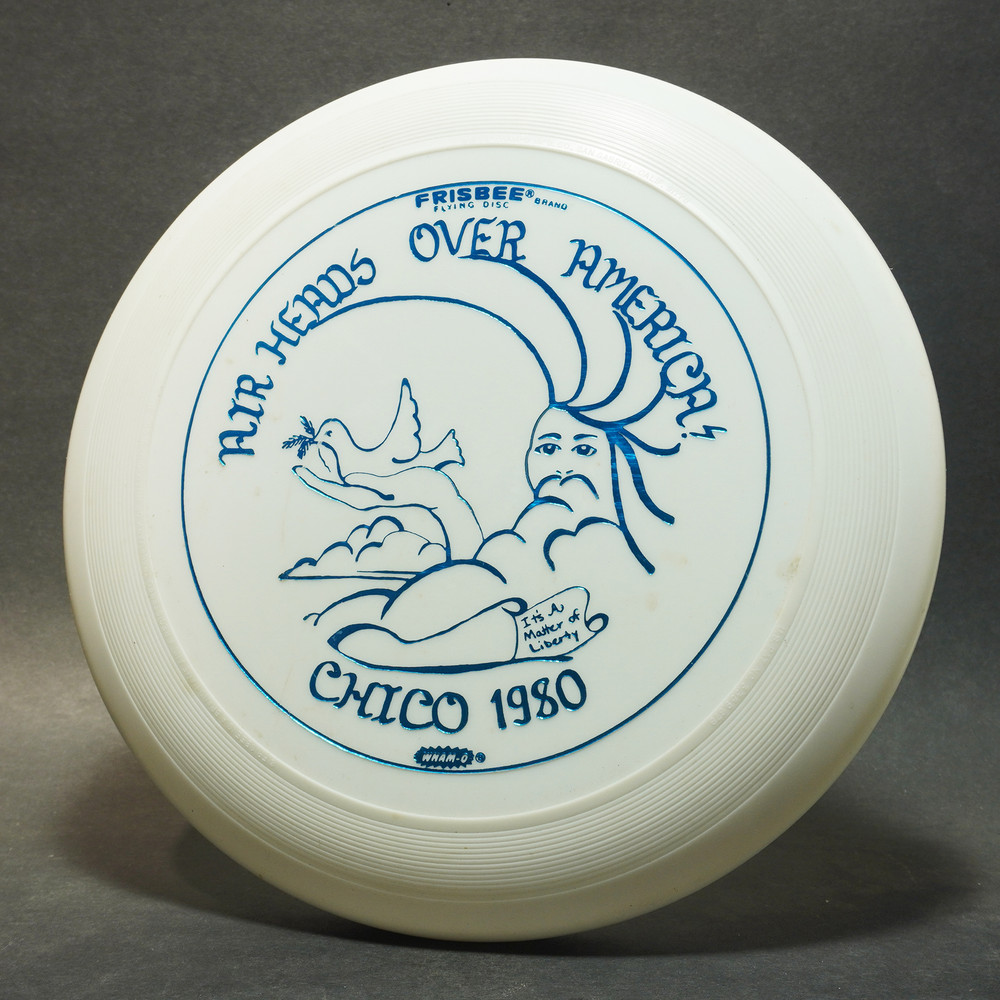 FRISBEE®
FLYING DISC BRAND
AIR HEADS OVER AMERICA!
It's A
Matter of
Liberty
CHICO 1980
WHAM-O®